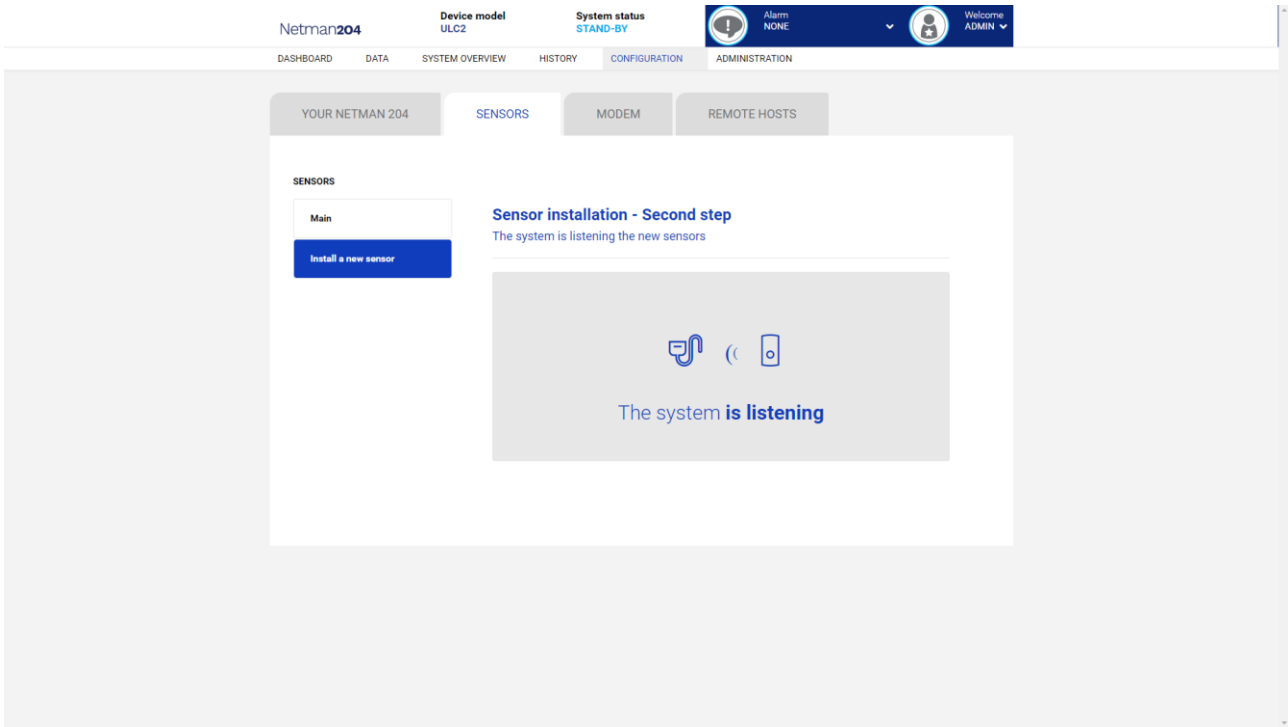 Netman204
Device model
ULC2
System status
STAND-BY
Alarm
NONE
Welcome
ADMIN
DASHBOARD DATA SYSTEM OVERVIEW HISTORY CONFIGURATION ADMINISTRATION
YOUR NETMAN 204 SENSORS MODEM REMOTE HOSTS
SENSORS
Main
Install a new sensor
Sensor installation - Second step
The system is listening the new sensors
The system is listening